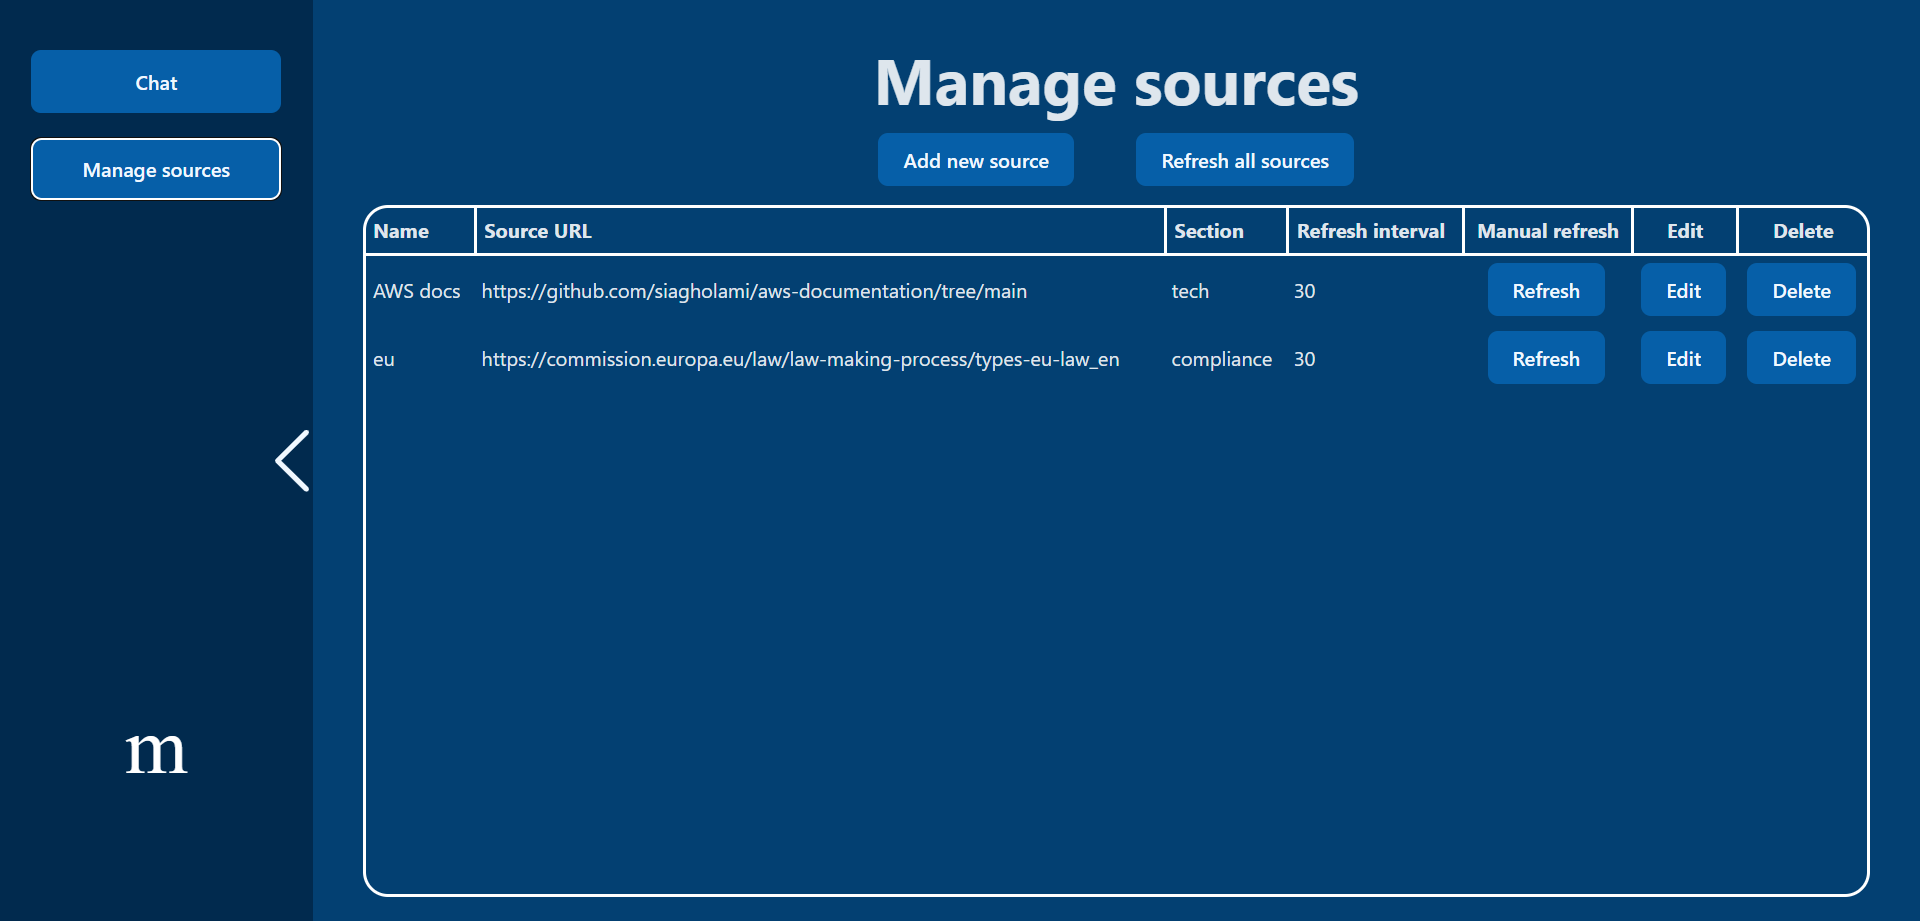 Chat
Manage sources
m
Manage sources
Add new source Refresh all sources
Name Source URL Section Refresh interval Manual refresh Edit Delete
AWS docs https://github.com/siagholami/aws-documentation/tree/main tech 30 Refresh Edit Delete
eu https://commission.europa.eu/law/law-making-process/types-eu-law_en compliance 30 Refresh Edit Delete